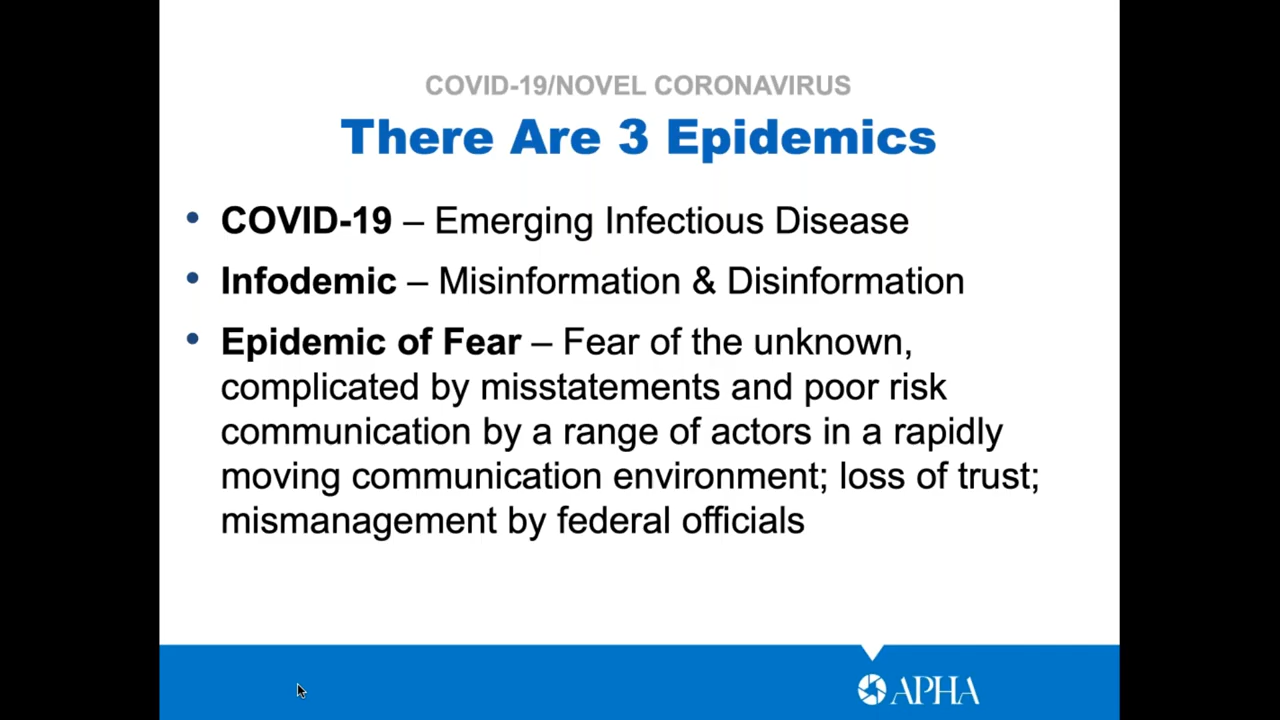 COVID-19/NOVEL CORONAVIRUS
There Are 3 Epidemics
• COVID-19 – Emerging Infectious Disease
• Infodemic – Misinformation & Disinformation
• Epidemic of Fear – Fear of the unknown,
complicated by misstatements and poor risk
communication by a range of actors in a rapidly
moving communication environment; loss of trust;
mismanagement by federal officials
APHA